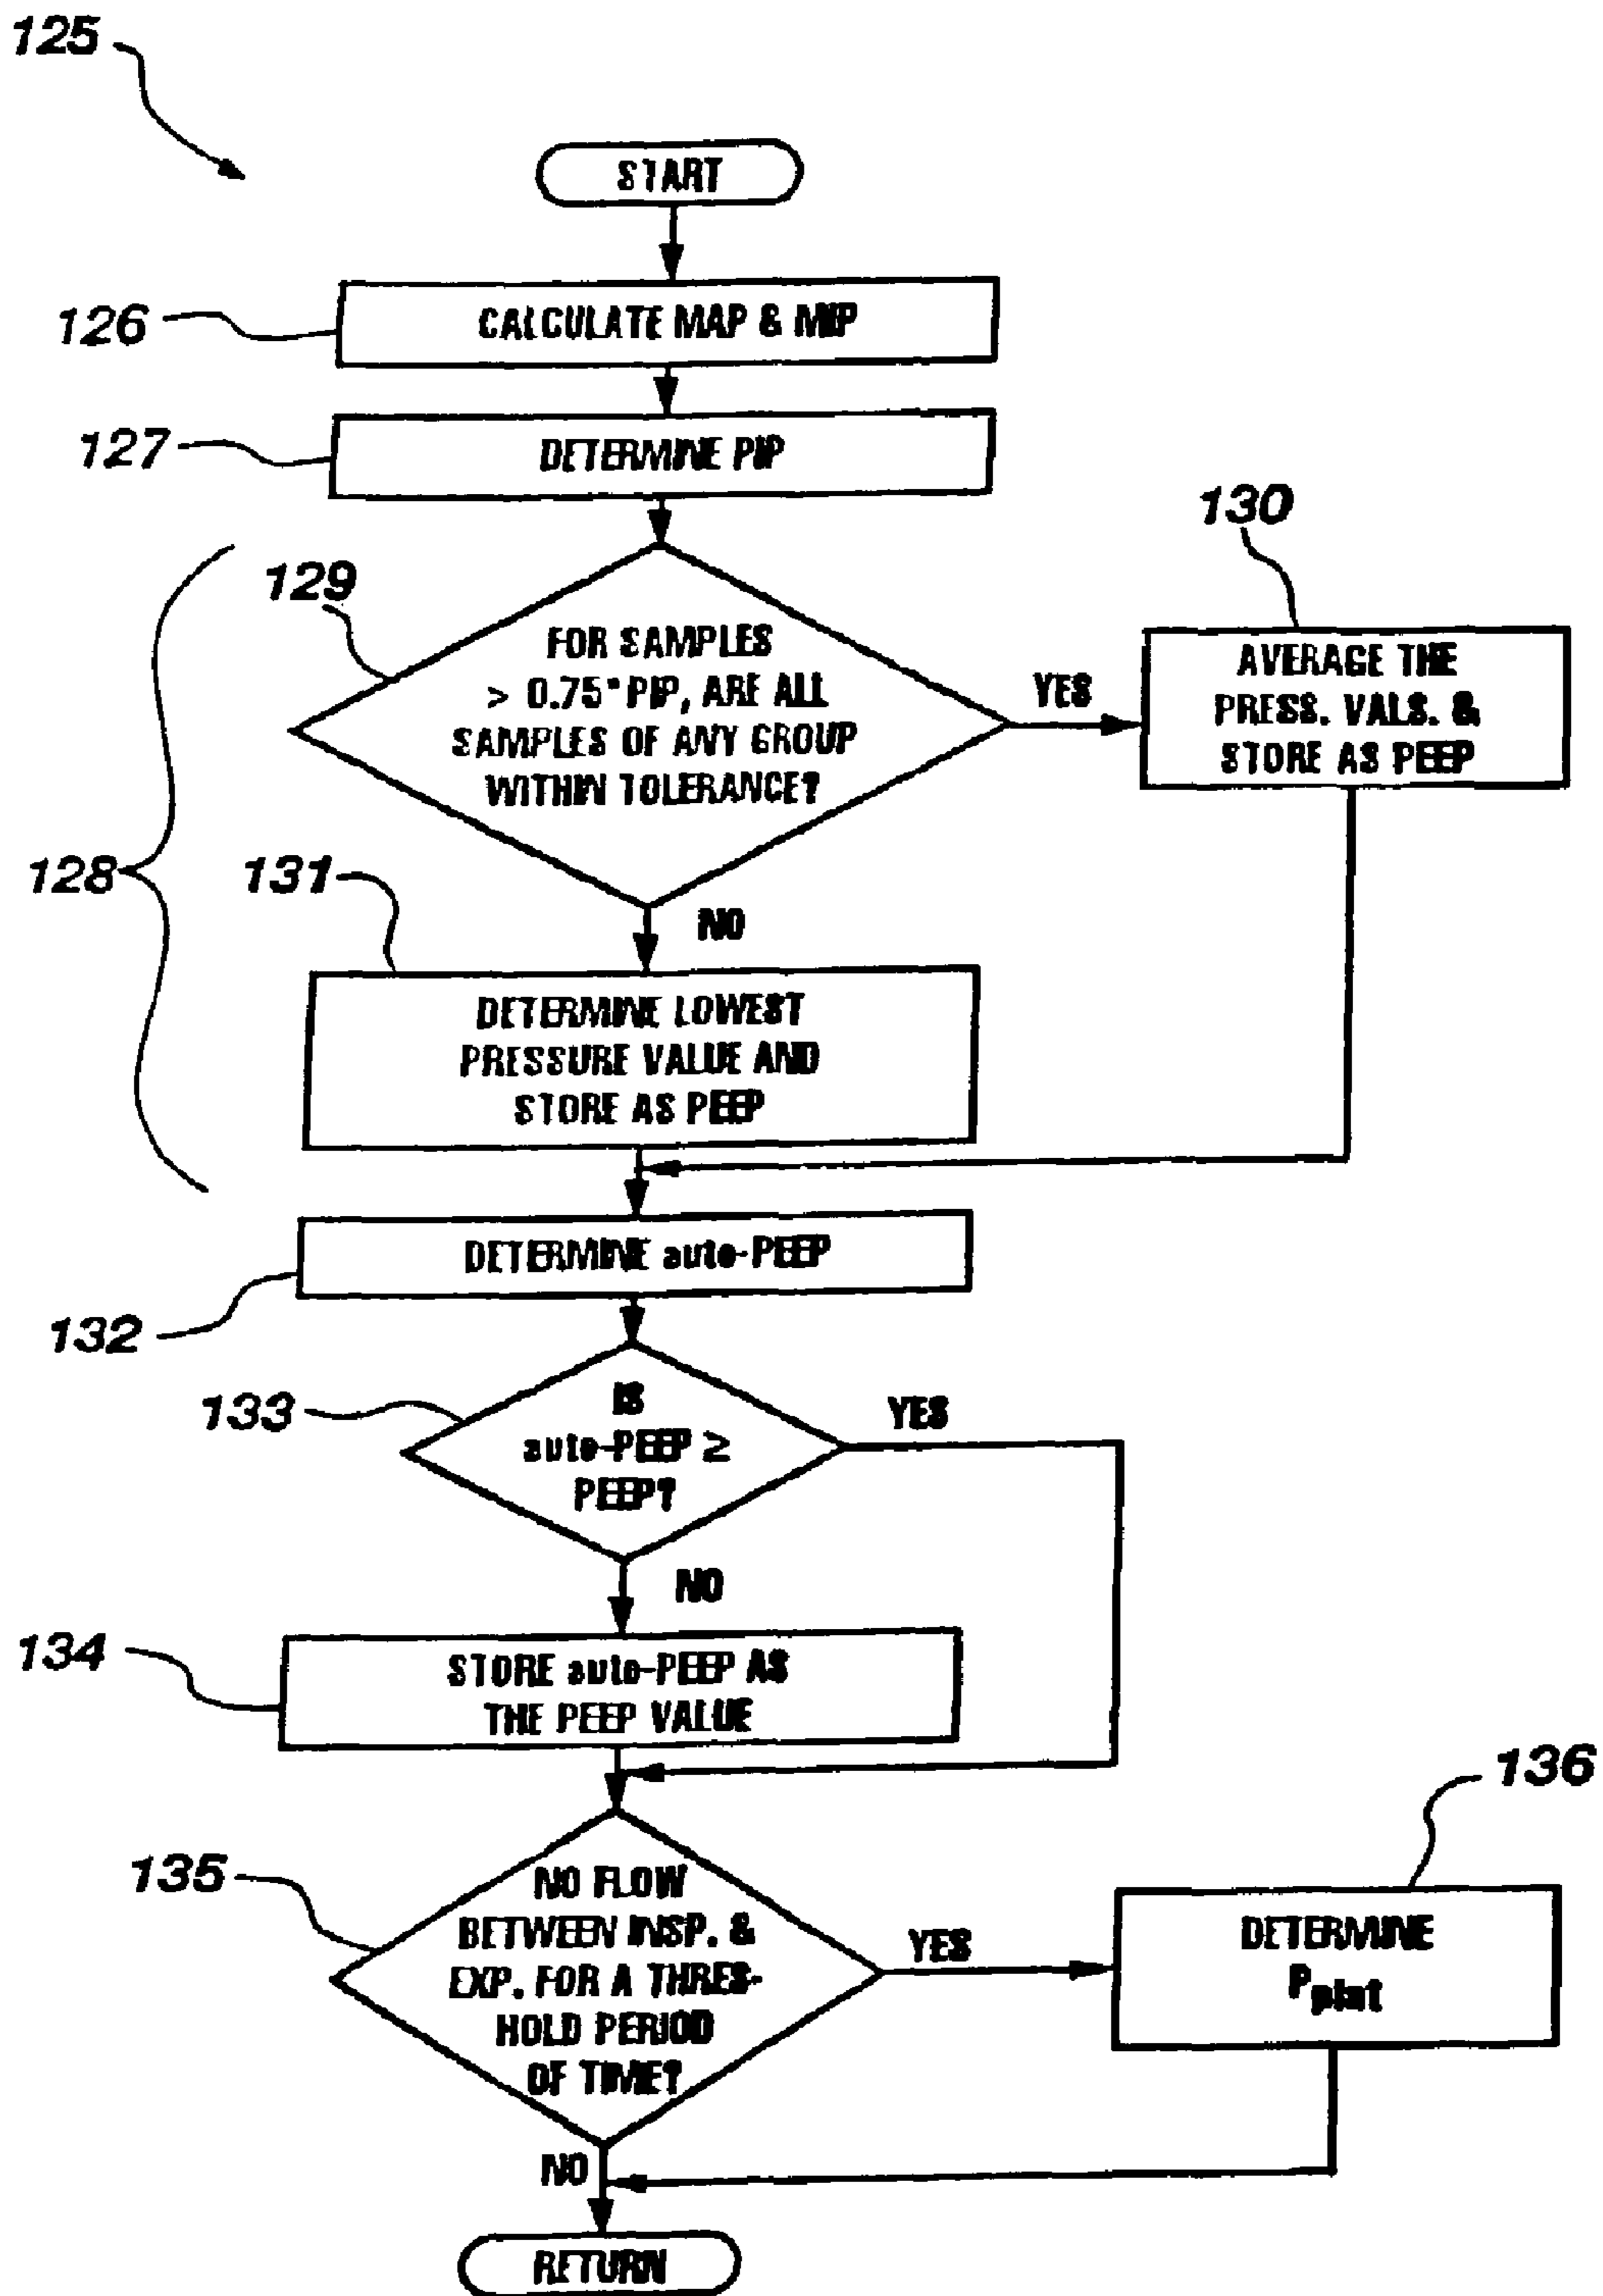 125
START
126
CALCULATE MAP & MEP
127
DETERMINE PIP
128
129
FOR SAMPLES
> 0.75*PIP, ARE ALL
SAMPLES OF ANY GROUP
WITHIN TOLERANCE?
YES
130
AVERAGE THE
PRESS. VALS. &
STORE AS PEEP
NO
131
DETERMINE LOWEST
PRESSURE VALUE AND
STORE AS PEEP
132
DETERMINE auto-PEEP
133
IS
auto-PEEP ≥
PEEP?
YES
NO
134
STORE auto-PEEP AS
THE PEEP VALUE
135
NO FLOW
BETWEEN INSP. &
EXP. FOR A THRES-
HOLD PERIOD
OF TIME?
YES
136
DETERMINE
Pplat
NO
RETURN